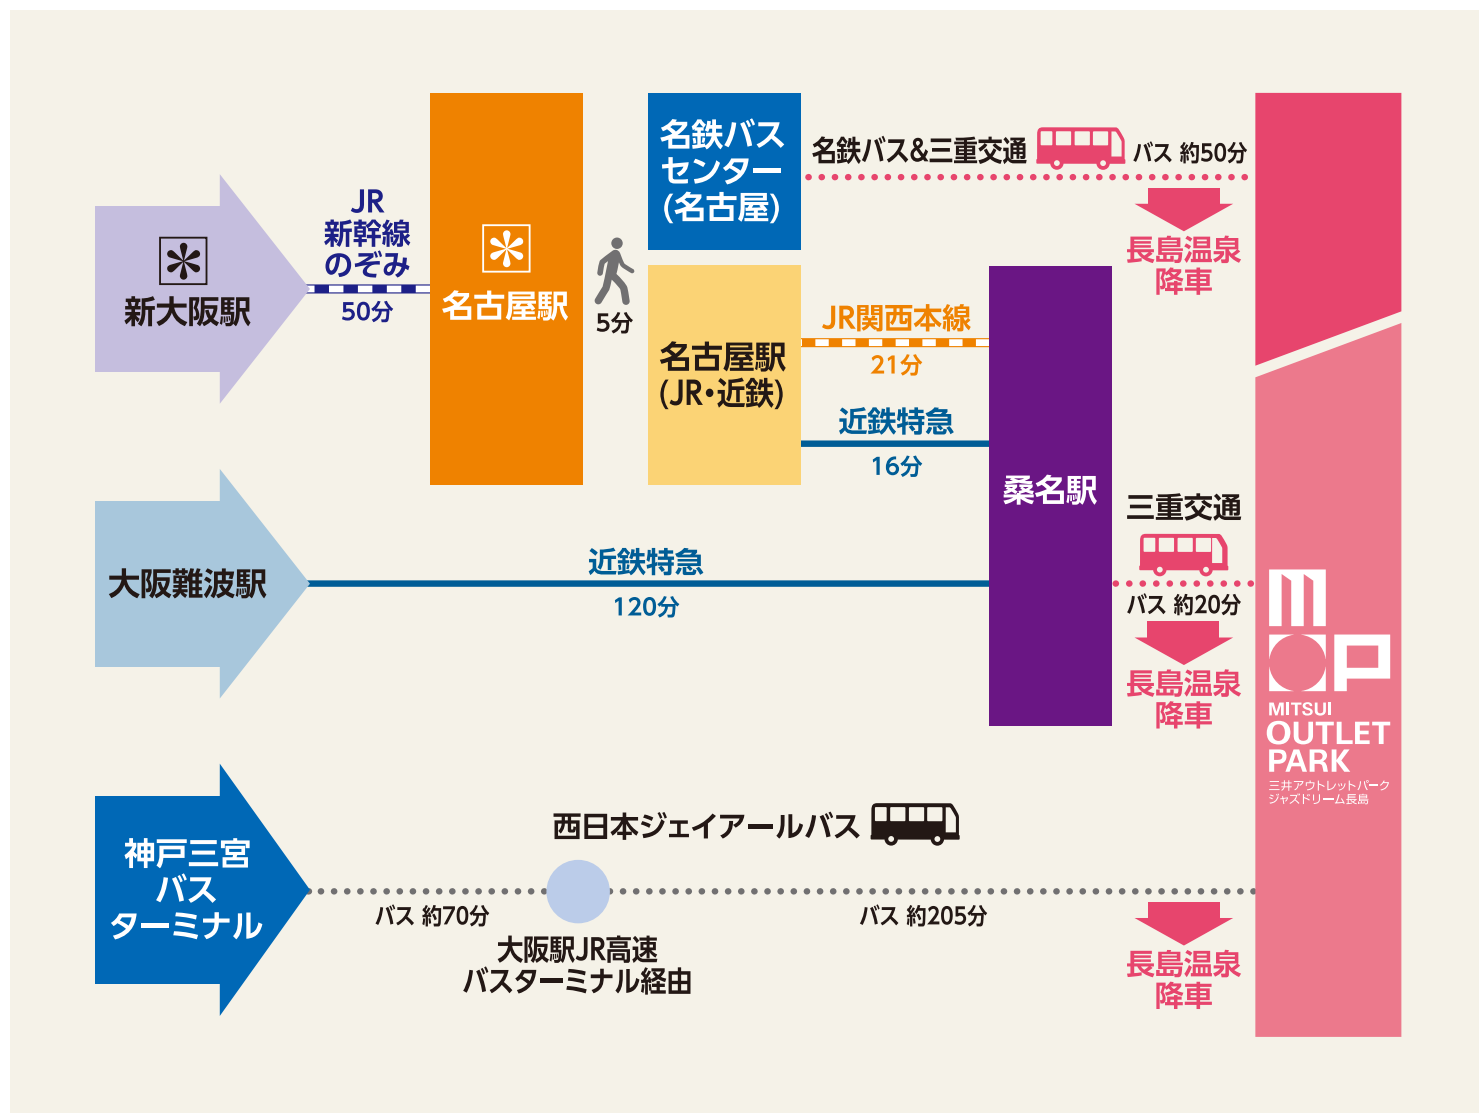 新大阪駅
JR
新幹線
のぞみ
50分
名古屋駅
5分
名鉄バス
センター
(名古屋)
名鉄バス&三重交通
バス 約50分
長島温泉
降車
名古屋駅
(JR・近鉄)
JR関西本線
21分
近鉄特急
16分
桑名駅
大阪難波駅
近鉄特急
120分
三重交通
バス 約20分
長島温泉
降車
MOP
MITSUI
OUTLET
PARK
三井アウトレットパーク
ジャズドリーム長島
神戸三宮
バス
ターミナル
西日本ジェイアールバス
バス 約70分
大阪駅JR高速
バスターミナル経由
バス 約205分
長島温泉
降車